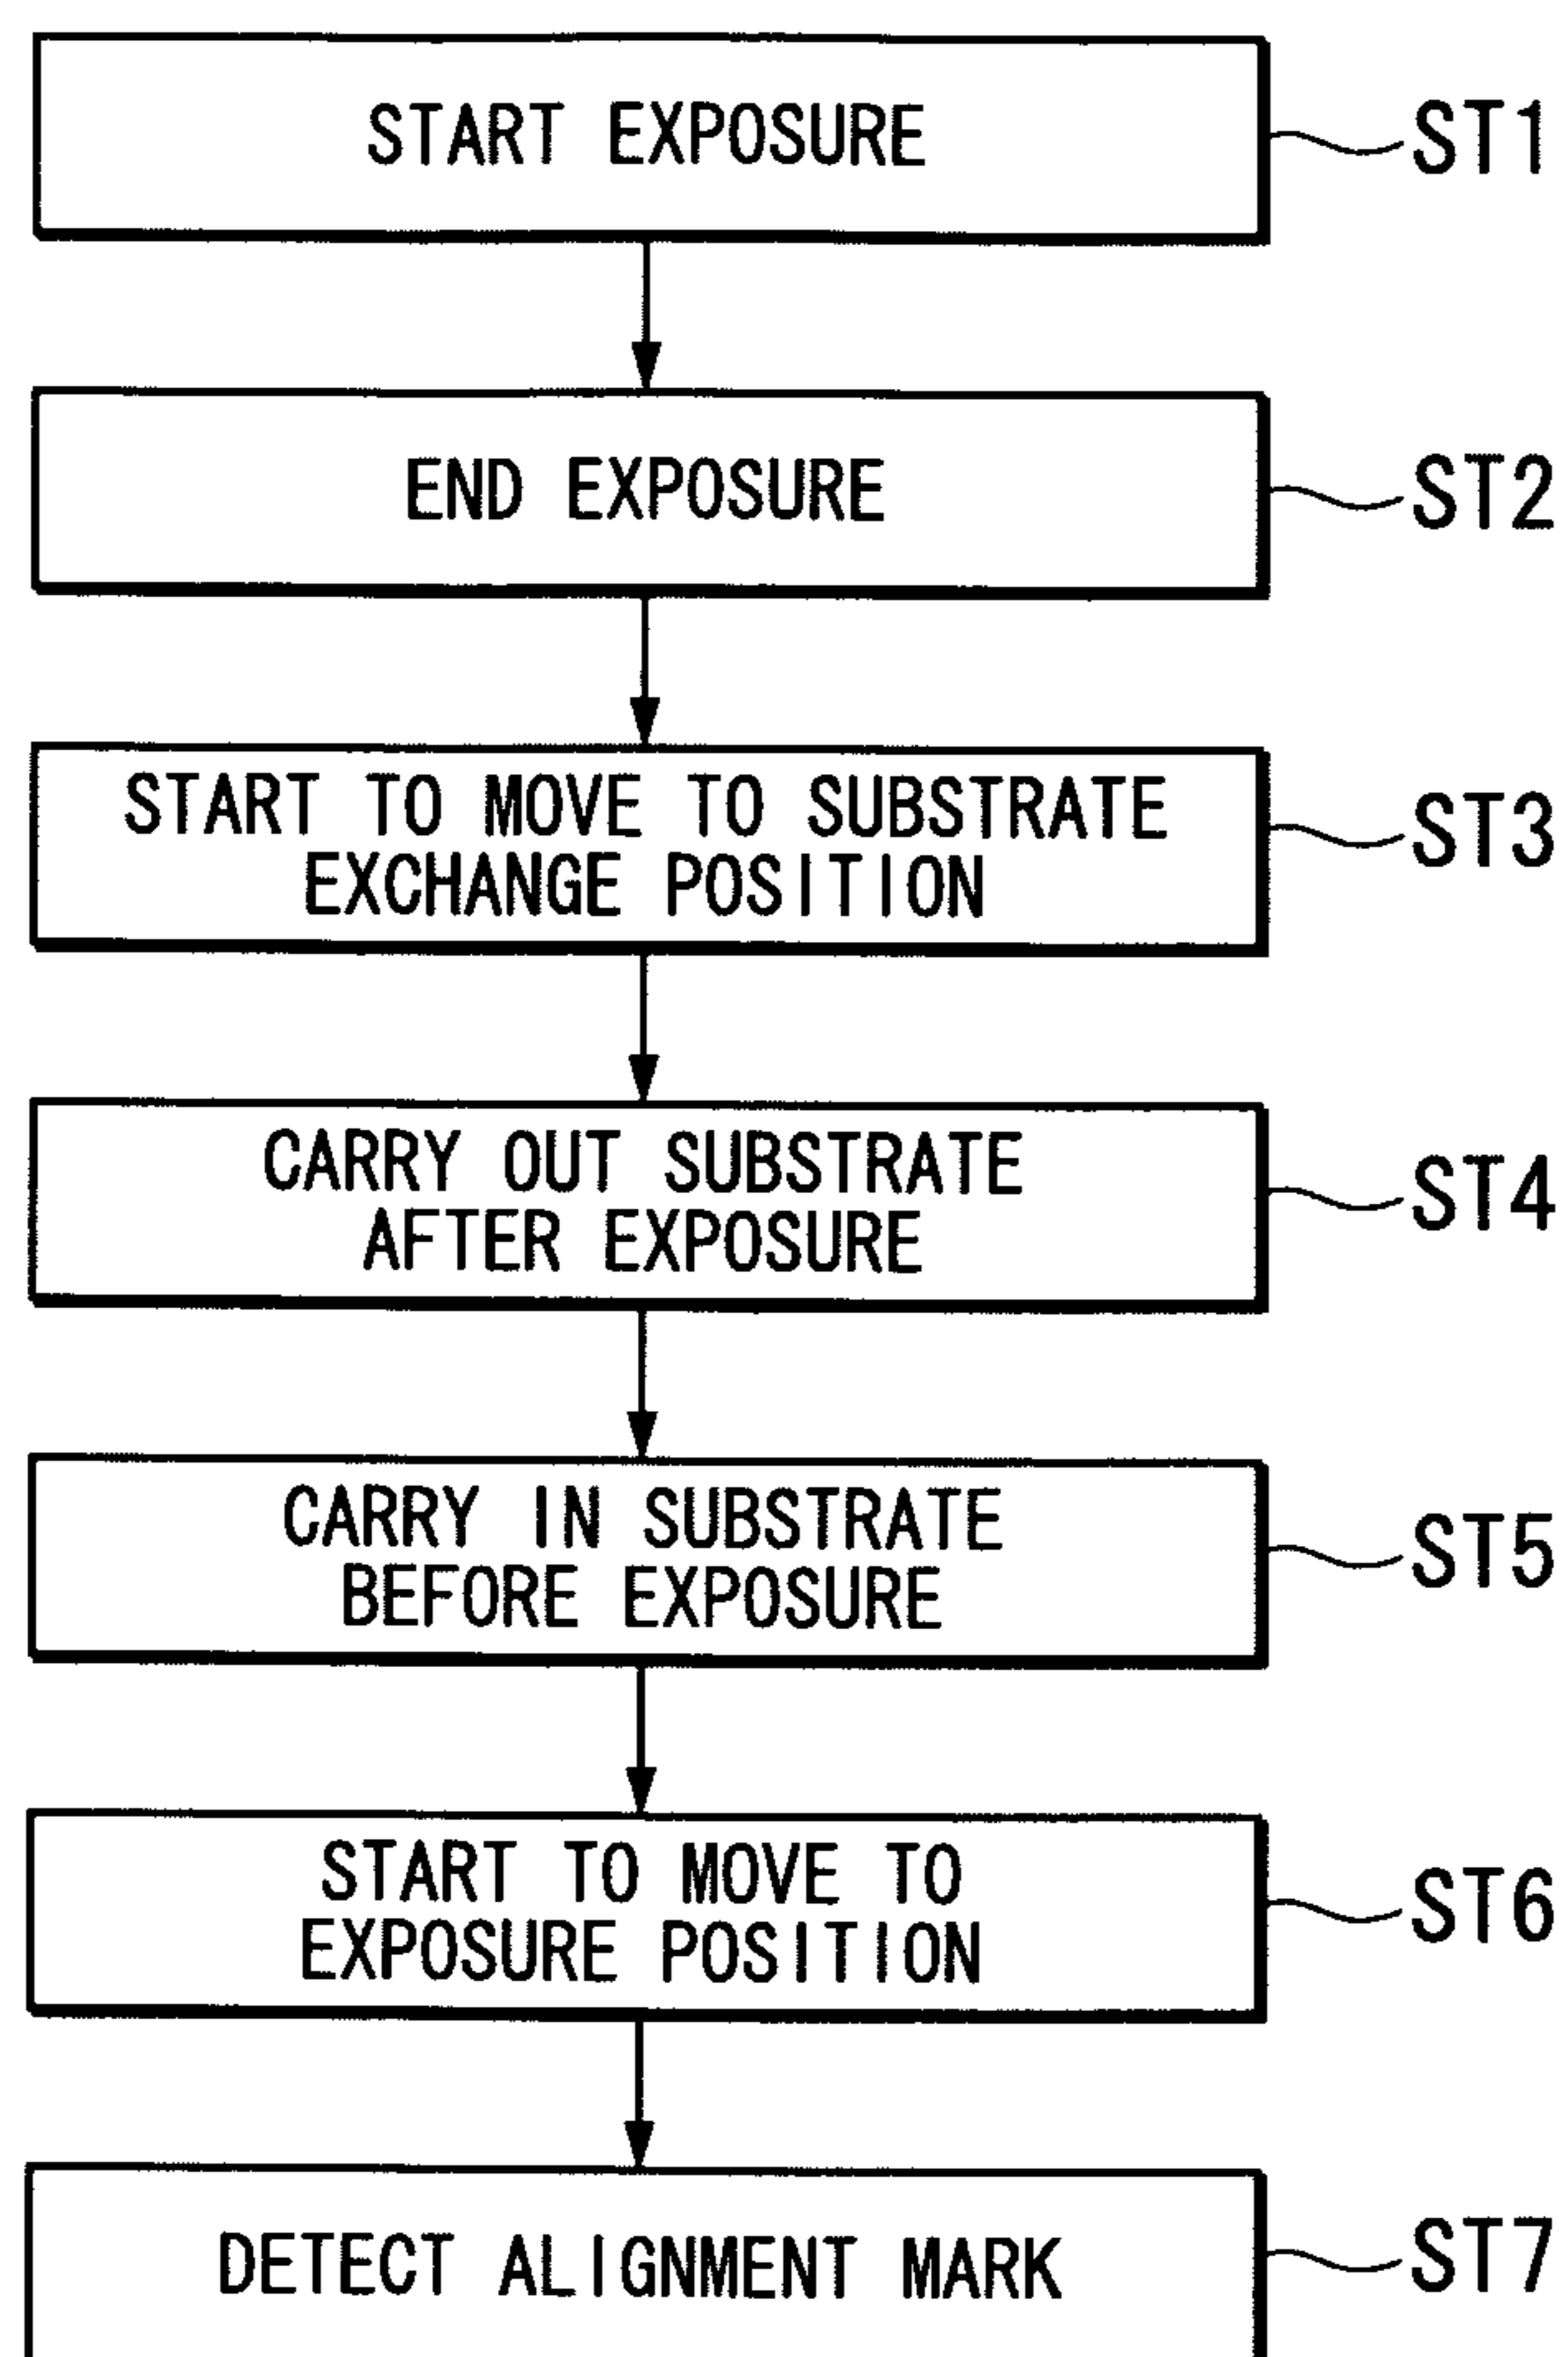 START EXPOSURE
ST1
END EXPOSURE
ST2
START TO MOVE TO SUBSTRATE
EXCHANGE POSITION
ST3
CARRY OUT SUBSTRATE
AFTER EXPOSURE
ST4
CARRY IN SUBSTRATE
BEFORE EXPOSURE
ST5
START TO MOVE TO
EXPOSURE POSITION
ST6
DETECT ALIGNMENT MARK
ST7